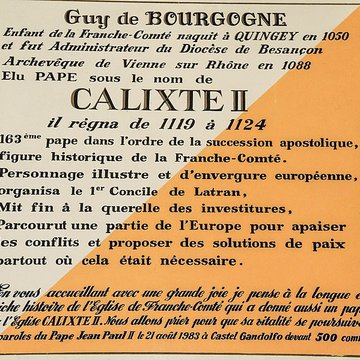 Guy de BOURGOGNE
Enfant de la Franche-Comté naquit à QUINGEY en 1050
et fut Administrateur du Diocèse de Besançon
Archevêque de Vienne sur Rhône en 1088
Elu PAPE sous le nom de
CALIXTE II
il règna de 1119 à 1124
163ème pape dans l'ordre de la succession apostolique,
figure historique de la Franche-Comté.
Personnage illustre et d'envergure européenne,
organisa le 1er Concile de Latran,
Mit fin à la querelle des investitures,
Parcourut une partie de l'Europe pour apaiser
les conflits et proposer des solutions de paix
partout où cela était nécessaire.
En vous accueillant avec une grande joie je pense à la longue e
riche histoire de l'Eglise de Franche-Comté qui a donné aussi un pap
à l'Eglise CALIXTE II. Nous allons prier pour que sa vitalité se poursuiv
paroles du Pape Jean Paul II le 21 août 1983 à Castel Gandolfo devant 500 com